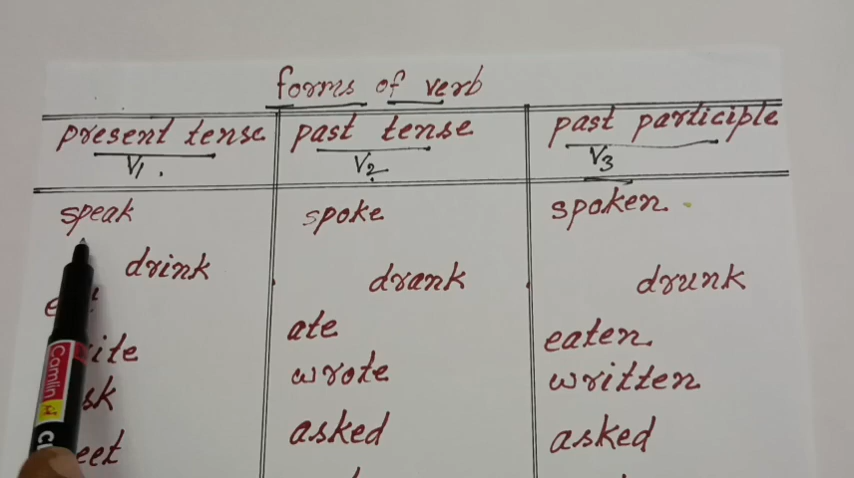 forms of verb
present tense past tense past participle
V1. V2 V3
speak spoke spoken
drink drank drunk
ate eaten
wrote written
asked asked
Camlin